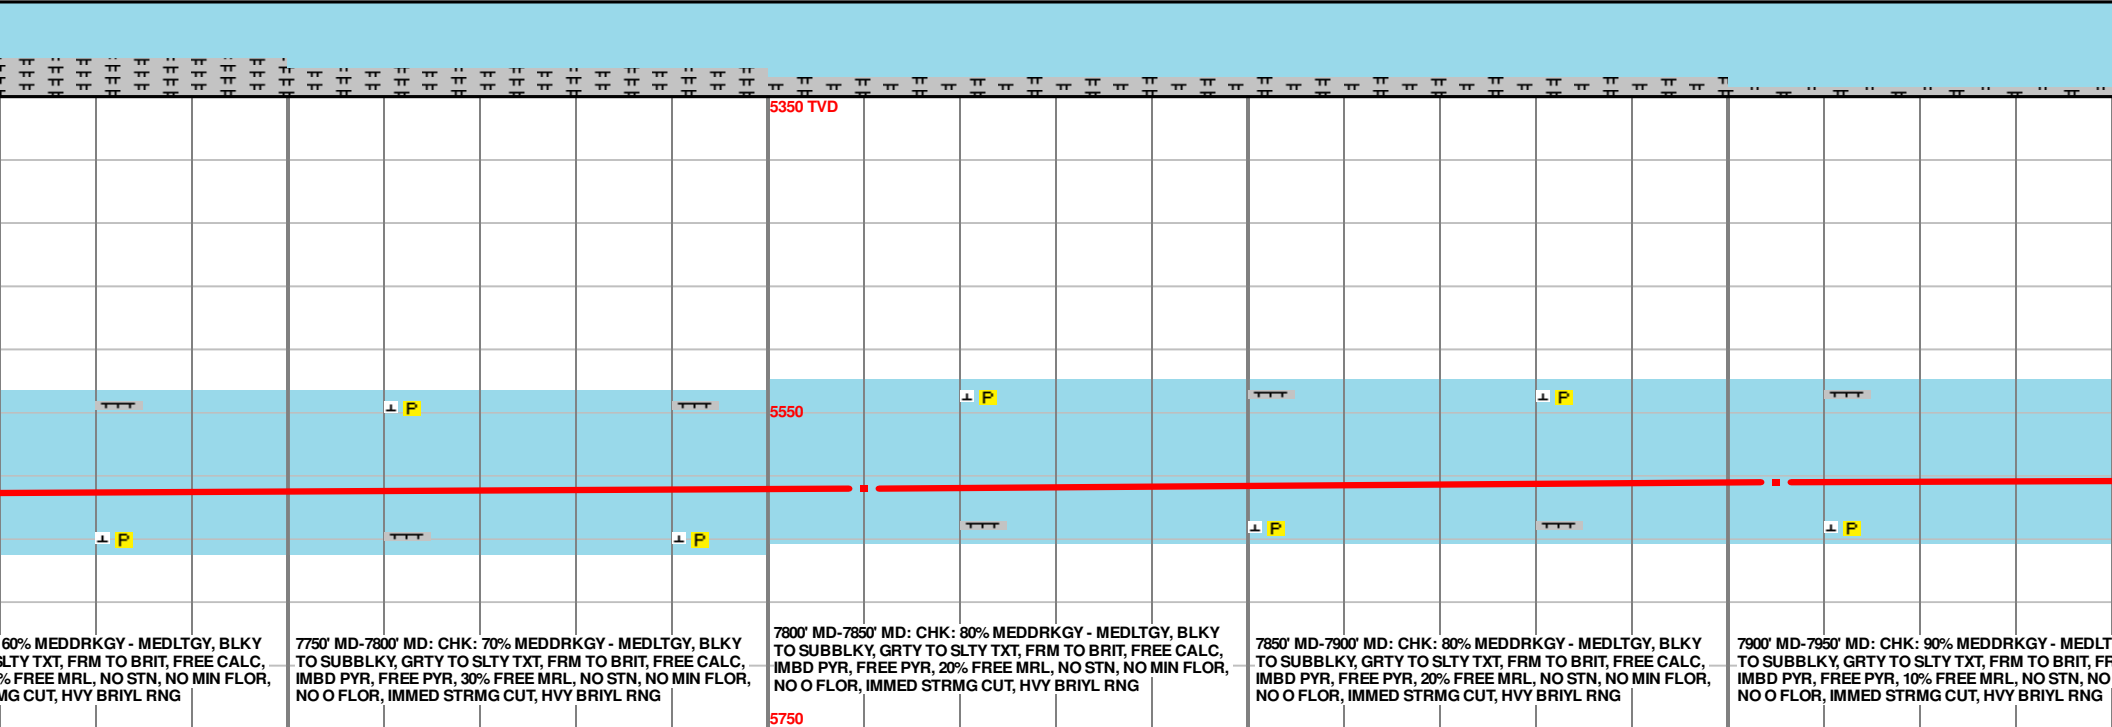 5350 TVD
P
P
P
5550
P
P
P
P
60% MEDDRKGY - MEDLTGY, BLKY
SLTY TXT, FRM TO BRIT, FREE CALC,
% FREE MRL, NO STN, NO MIN FLOR,
MG CUT, HVY BRIYL RNG
7750' MD-7800' MD: CHK: 70% MEDDRKGY - MEDLTGY, BLKY
TO SUBBLKY, GRTY TO SLTY TXT, FRM TO BRIT, FREE CALC,
IMBD PYR, FREE PYR, 30% FREE MRL, NO STN, NO MIN FLOR,
NO O FLOR, IMMED STRMG CUT, HVY BRIYL RNG
7800' MD-7850' MD: CHK: 80% MEDDRKGY - MEDLTGY, BLKY
TO SUBBLKY, GRTY TO SLTY TXT, FRM TO BRIT, FREE CALC,
IMBD PYR, FREE PYR, 20% FREE MRL, NO STN, NO MIN FLOR,
NO O FLOR, IMMED STRMG CUT, HVY BRIYL RNG
7850' MD-7900' MD: CHK: 80% MEDDRKGY - MEDLTGY, BLKY
TO SUBBLKY, GRTY TO SLTY TXT, FRM TO BRIT, FREE CALC,
IMBD PYR, FREE PYR, 20% FREE MRL, NO STN, NO MIN FLOR,
NO O FLOR, IMMED STRMG CUT, HVY BRIYL RNG
7900' MD-7950' MD: CHK: 90% MEDDRKGY - MEDLT
TO SUBBLKY, GRTY TO SLTY TXT, FRM TO BRIT, FR
IMBD PYR, FREE PYR, 10% FREE MRL, NO STN, NO
NO O FLOR, IMMED STRMG CUT, HVY BRIYL RNG
5750